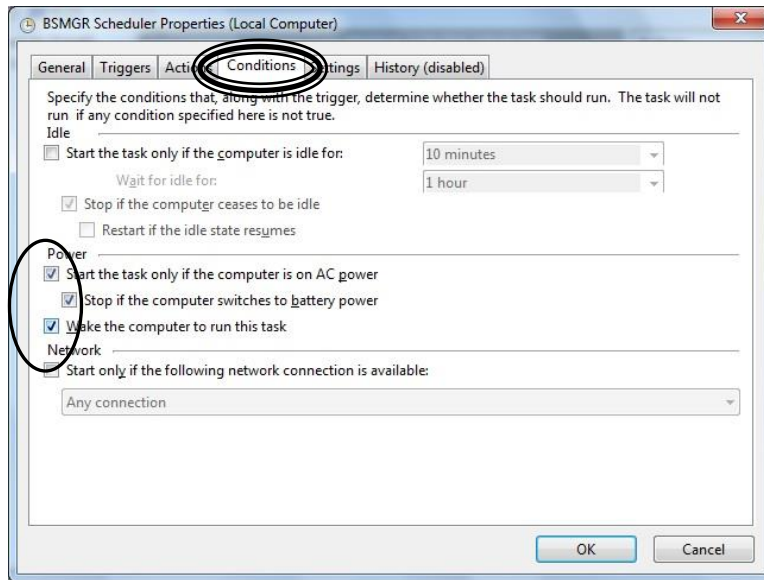 BSMGR Scheduler Properties (Local Computer)
General Triggers Actions Conditions Settings History (disabled)
Specify the conditions that, along with the trigger, determine whether the task should run. The task will not
run if any condition specified here is not true.
Idle
Start the task only if the computer is idle for: 10 minutes
Wait for idle for: 1 hour
Stop if the computer ceases to be idle
Restart if the idle state resumes
Power
Start the task only if the computer is on AC power
Stop if the computer switches to battery power
Wake the computer to run this task
Network
Start only if the following network connection is available:
Any connection
OK Cancel